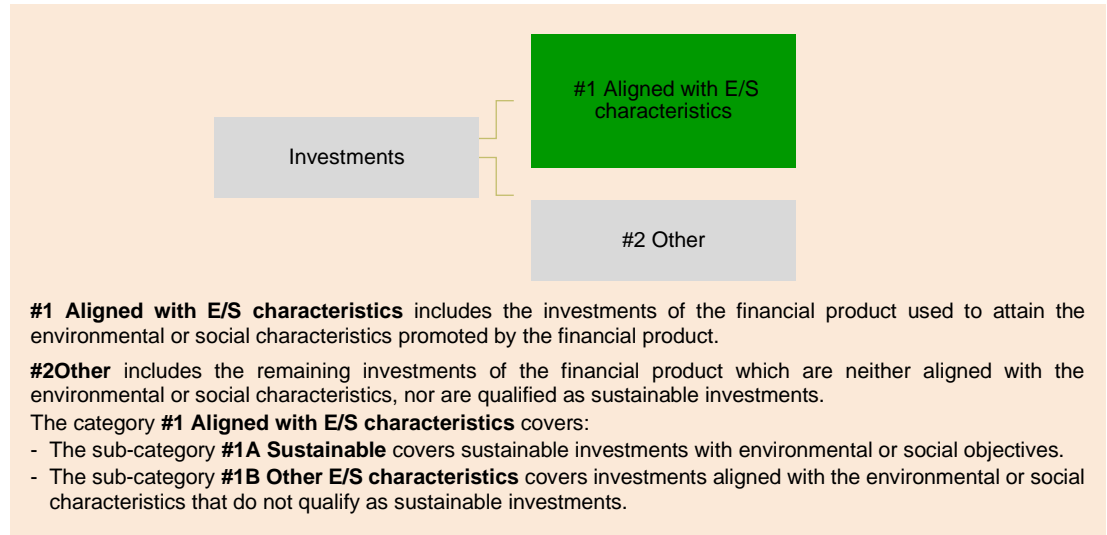 #1 Aligned with E/S
characteristics
Investments
#2 Other
#1 Aligned with E/S characteristics includes the investments of the financial product used to attain the
environmental or social characteristics promoted by the financial product.
#2Other includes the remaining investments of the financial product which are neither aligned with the
environmental or social characteristics, nor are qualified as sustainable investments.
The category #1 Aligned with E/S characteristics covers:
- The sub-category #1A Sustainable covers sustainable investments with environmental or social objectives.
- The sub-category #1B Other E/S characteristics covers investments aligned with the environmental or social
characteristics that do not qualify as sustainable investments.